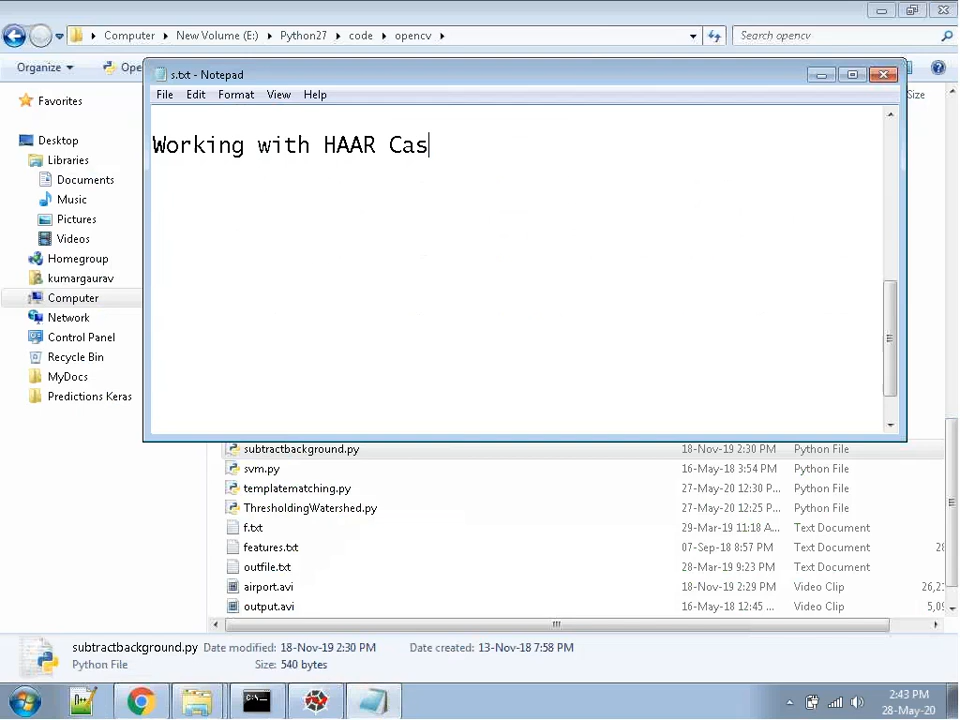 Computer ▸ New Volume (E:) ▸ Python27 ▸ code ▸ opencv ▸
Search opencv
Organize
Ope
Size
s.txt - Notepad
File Edit Format View Help
Working with HAAR Cas
Favorites
Desktop
Libraries
Documents
Music
Pictures
Videos
Homegroup
kumargaurav
Computer
Network
Control Panel
Recycle Bin
MyDocs
Predictions Keras
subtractbackground.py 18-Nov-19 2:30 PM Python File
svm.py 16-May-18 3:54 PM Python File
templatematching.py 27-May-20 12:30 P... Python File
ThresholdingWatershed.py 27-May-20 12:25 P... Python File
f.txt 29-Mar-19 11:18 A... Text Document
features.txt 07-Sep-18 8:57 PM Text Document 28
outfile.txt 28-Mar-19 9:23 PM Text Document
airport.avi 18-Nov-19 2:29 PM Video Clip 26,2
output.avi 16-May-18 12:45 ... Video Clip 5,0
subtractbackground.py Date modified: 18-Nov-19 2:30 PM Date created: 13-Nov-18 7:58 PM
Python File Size: 540 bytes
2:43 PM
28-May-20